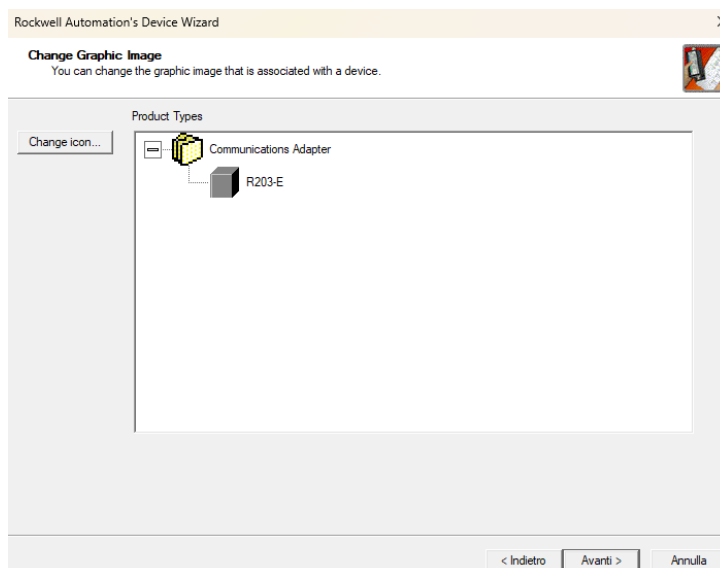 Rockwell Automation's Device Wizard
Change Graphic Image
You can change the graphic image that is associated with a device.
Product Types
Change icon...
Communications Adapter
R203-E
< Indietro
Avanti >
Annulla